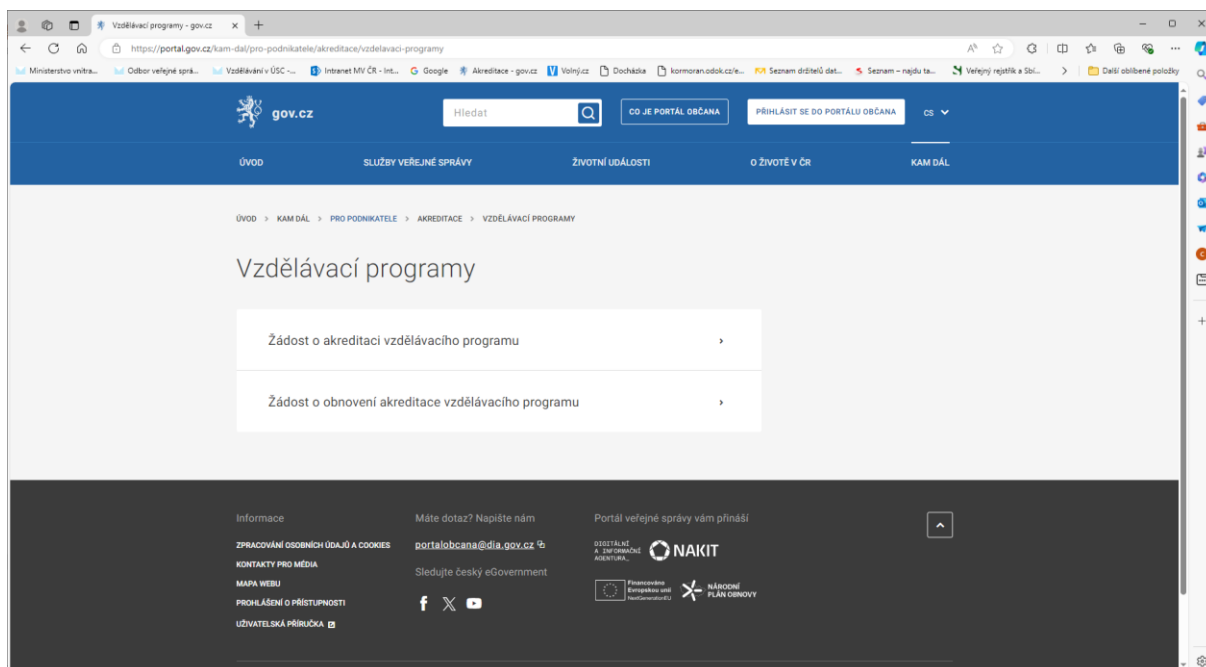 Vzdělávací programy - gov.cz
https://portal.gov.cz/kam-dal/pro-podnikatele/akreditace/vzdelavaci-programy
Ministerstvo vnitra... Odbor veřejné sprá... Vzdělávání v ÚSC -... Intranet MV ČR - Int... Google Akreditace - gov.cz Volný.cz Docházka kormoran.odok.cz/e... Seznam držitelů dat... Seznam – najdu ta... Veřejný rejstřík a Sbí... Další oblíbené položky
gov.cz Hledat CO JE PORTÁL OBČANA PŘIHLÁSIT SE DO PORTÁLU OBČANA CS
ÚVOD SLUŽBY VEŘEJNÉ SPRÁVY ŽIVOTNÍ UDÁLOSTI O ŽIVOTĚ V ČR KAM DÁL
ÚVOD > KAM DÁL > PRO PODNIKATELE > AKREDITACE > VZDĚLÁVACÍ PROGRAMY
Vzdělávací programy
Žádost o akreditaci vzdělávacího programu
Žádost o obnovení akreditace vzdělávacího programu
Informace
ZPRACOVÁNÍ OSOBNÍCH ÚDAJŮ A COOKIES
KONTAKTY PRO MÉDIA
MAPA WEBU
PROHLÁŠENÍ O PŘÍSTUPNOSTI
UŽIVATELSKÁ PŘÍRUČKA
Máte dotaz? Napište nám
portalobcana@dia.gov.cz
Sledujte český eGovernment
Portál veřejné správy vám přináší
DIGITÁLNÍ
A INFORMAČNÍ
AGENTURA_
NAKIT
Financováno
Evropskou unií
NextGenerationEU
NÁRODNÍ
PLÁN OBNOVY